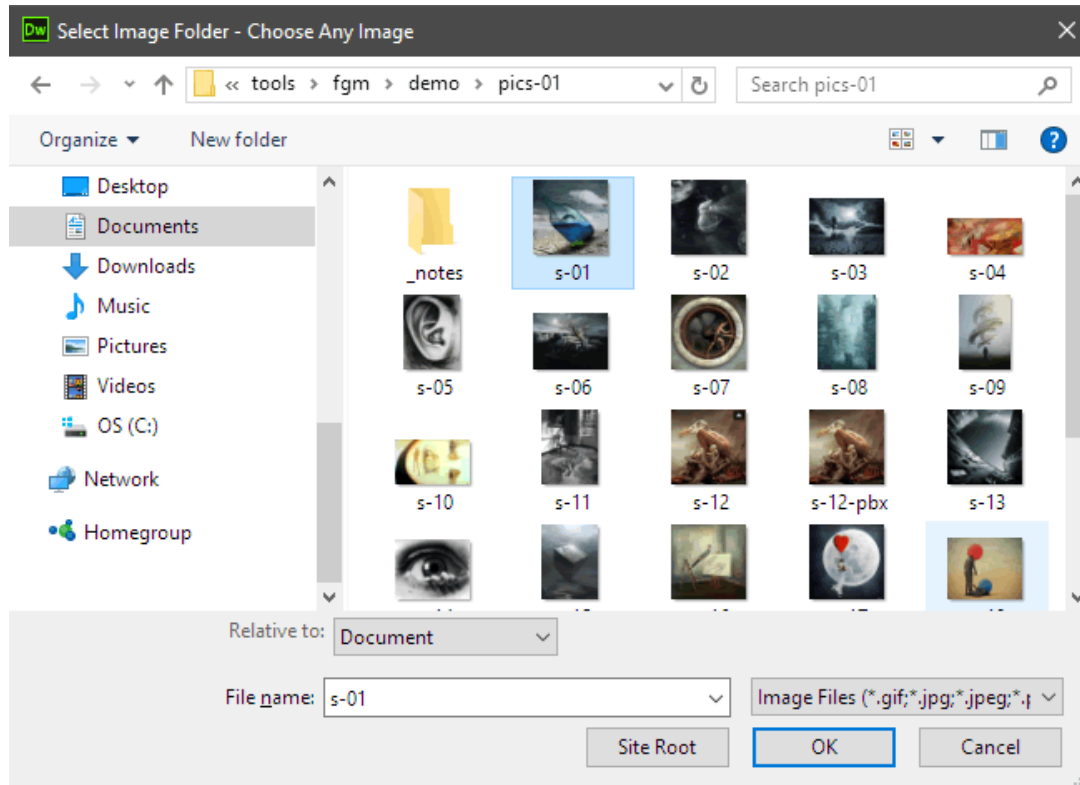 Dw Select Image Folder - Choose Any Image
« tools › fgm › demo › pics-01
Search pics-01
Organize
New folder
?
Desktop
Documents
Downloads
Music
Pictures
Videos
OS (C:)
Network
Homegroup
_notes s-01 s-02 s-03 s-04
s-05 s-06 s-07 s-08 s-09
s-10 s-11 s-12 s-12-pbx s-13
Relative to: Document
File name: s-01
Image Files (*.gif;*.jpg;*.jpeg;*.
Site Root OK Cancel